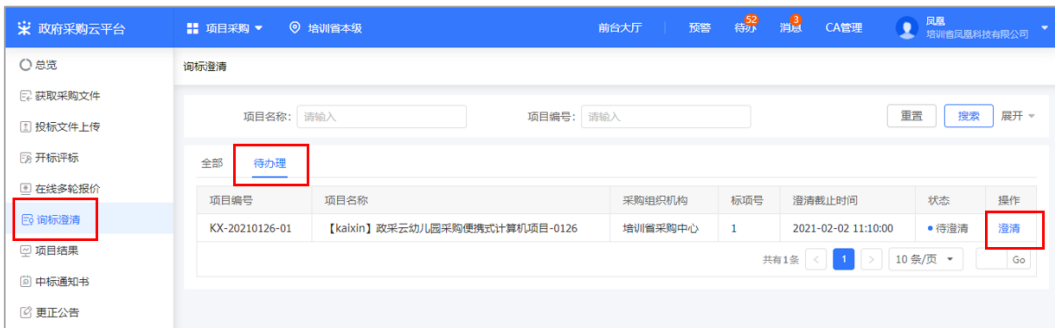 政府采购云平台 项目采购 培训省本级 前台大厅 预警 待办 52 消息 3 CA管理 凤凰
培训省凤凰科技有限公司
总览
询标澄清
获取采购文件
项目名称： 请输入 项目编号： 请输入 重置 搜索 展开
投标文件上传
开标评标
全部 待办理
在线多轮报价
项目编号 项目名称 采购组织机构 标项号 澄清截止时间 状态 操作
询标澄清
KX-20210126-01 【kaixin】政采云幼儿园采购便携式计算机项目-0126 培训省采购中心 1 2021-02-02 11:10:00 待澄清 澄清
项目结果
共有1条 < 1 > 10 条/页 Go
中标通知书
更正公告